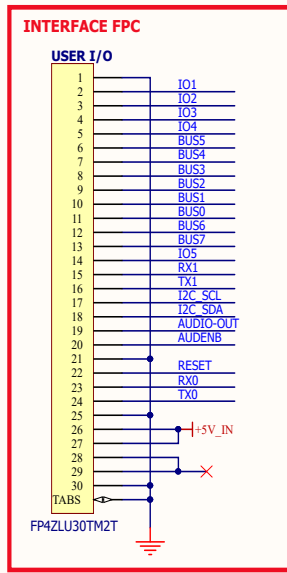 INTERFACE FPC
USER I/O
1
2 IO1
3 IO2
4 IO3
5 IO4
6 BUS5
7 BUS4
8 BUS3
9 BUS2
10 BUS1
11 BUS0
12 BUS6
13 BUS7
14 IO5
15 RX1
16 TX1
17 I2C_SCL
18 I2C_SDA
19 AUDIO-OUT
20 AUDENB
21
22 RESET
23 RX0
24 TX0
25
26 +5V_IN
27
28
29
30
TABS
FP4ZLU30TM2T